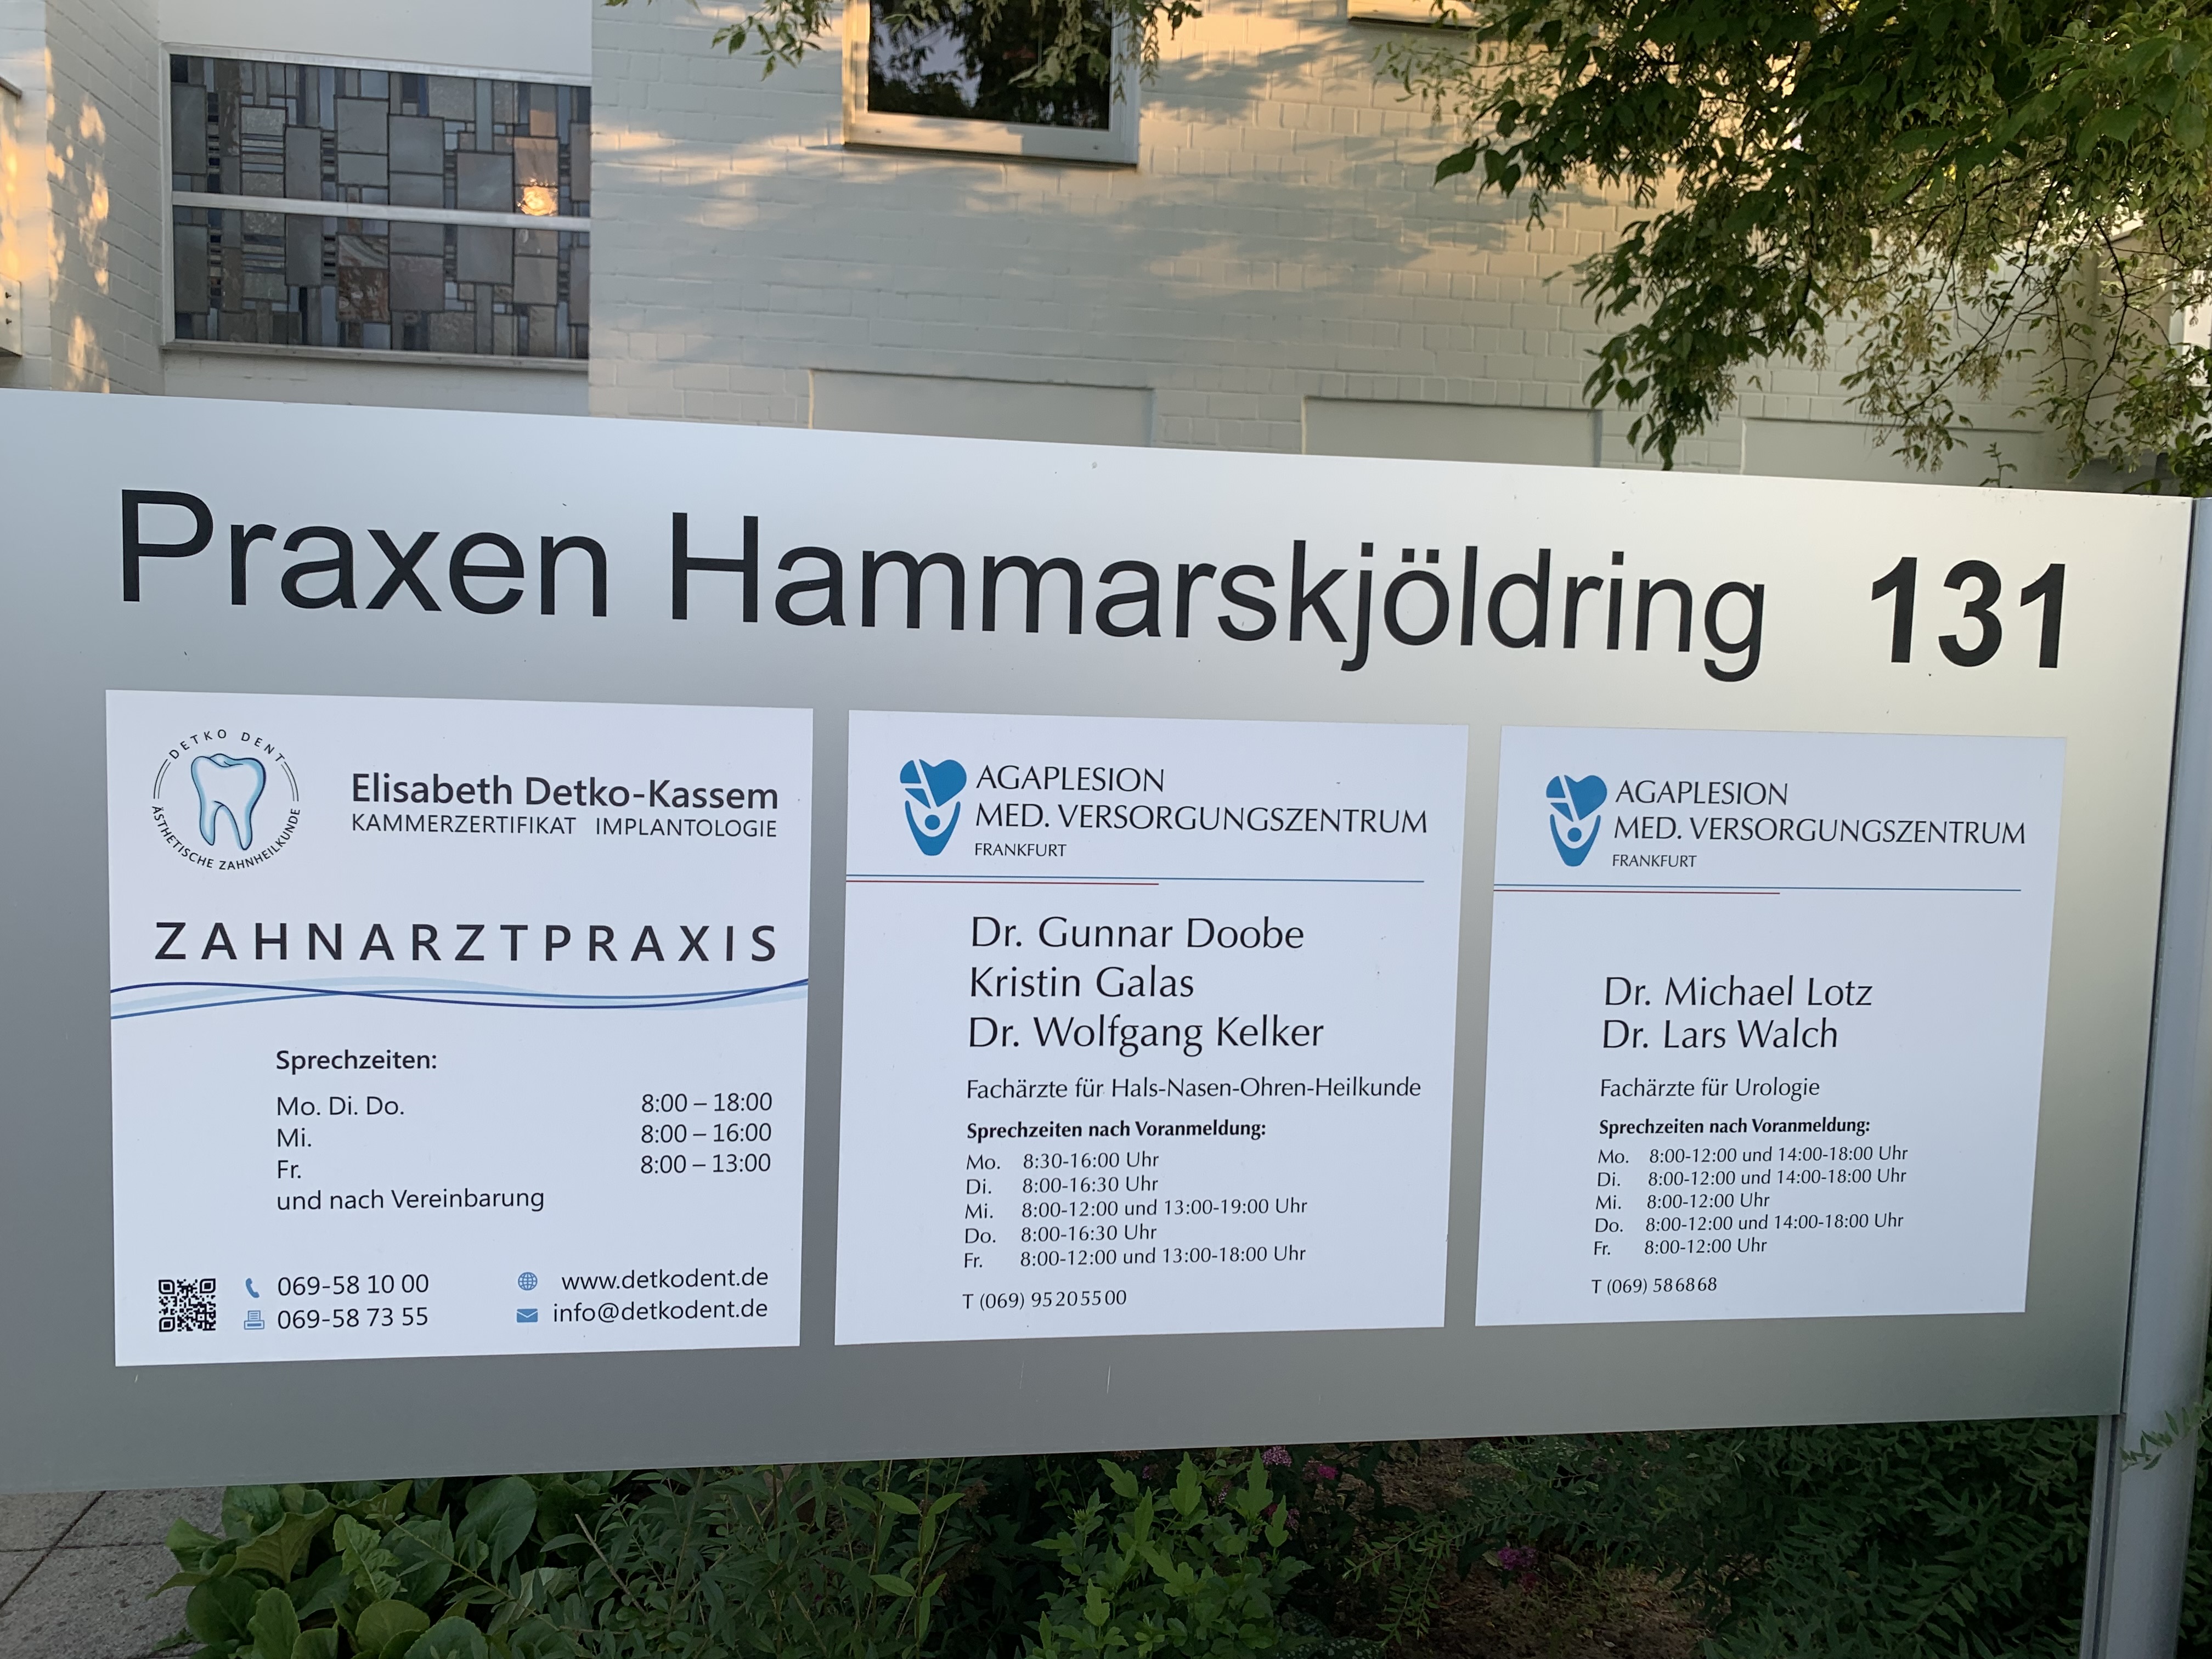 Praxen Hammarskjöldring 131
DETKO DENT
ÄSTHETISCHE ZAHNHEILKUNDE
Elisabeth Detko-Kassem
KAMMERZERTIFIKAT IMPLANTOLOGIE
ZAHNARZTPRAXIS
Sprechzeiten:
Mo. Di. Do. 8:00 – 18:00
Mi. 8:00 – 16:00
Fr. 8:00 – 13:00
und nach Vereinbarung
069-58 10 00 www.detkodent.de
069-58 73 55 info@detkodent.de
AGAPLESION
MED. VERSORGUNGSZENTRUM
FRANKFURT
Dr. Gunnar Doobe
Kristin Galas
Dr. Wolfgang Kelker
Fachärzte für Hals-Nasen-Ohren-Heilkunde
Sprechzeiten nach Voranmeldung:
Mo. 8:30-16:00 Uhr
Di. 8:00-16:30 Uhr
Mi. 8:00-12:00 und 13:00-19:00 Uhr
Do. 8:00-16:30 Uhr
Fr. 8:00-12:00 und 13:00-18:00 Uhr
T (069) 95205500
AGAPLESION
MED. VERSORGUNGSZENTRUM
FRANKFURT
Dr. Michael Lotz
Dr. Lars Walch
Fachärzte für Urologie
Sprechzeiten nach Voranmeldung:
Mo. 8:00-12:00 und 14:00-18:00 Uhr
Di. 8:00-12:00 und 14:00-18:00 Uhr
Mi. 8:00-12:00 Uhr
Do. 8:00-12:00 und 14:00-18:00 Uhr
Fr. 8:00-12:00 Uhr
T (069) 586868